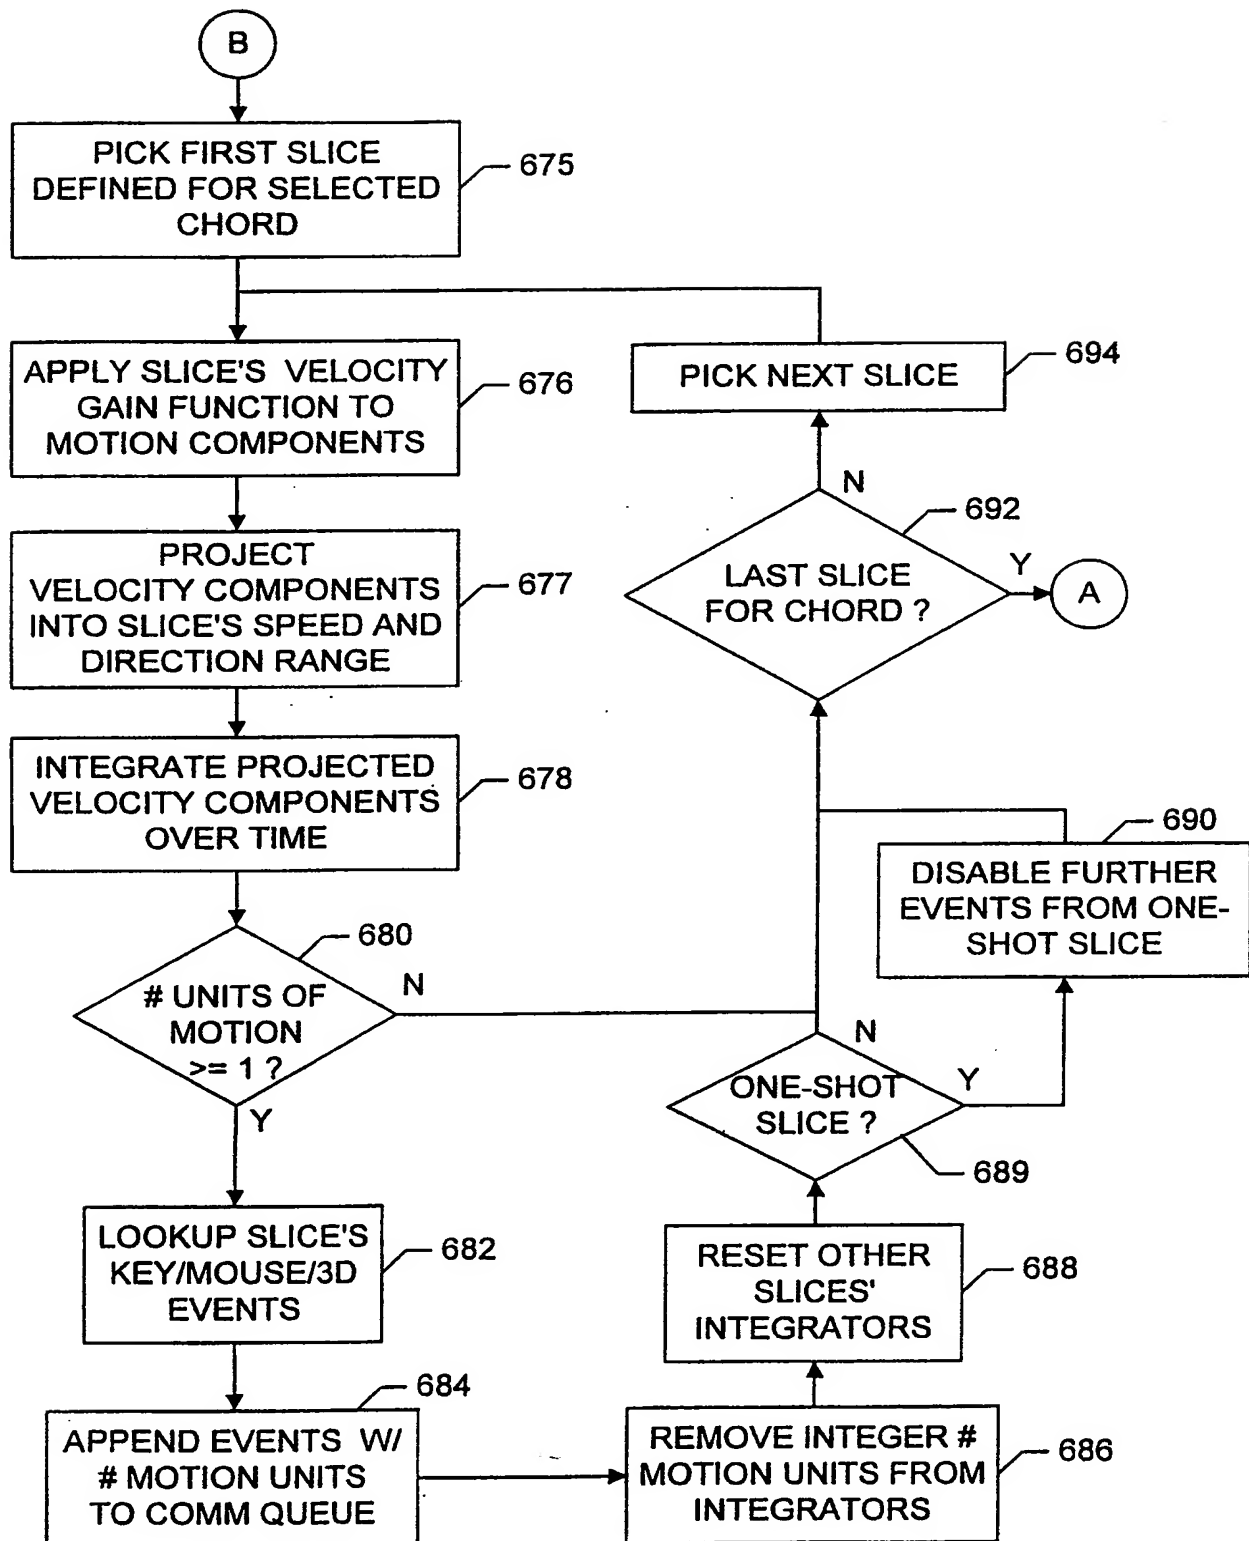 B
PICK FIRST SLICE
DEFINED FOR SELECTED
CHORD
675
APPLY SLICE'S VELOCITY
GAIN FUNCTION TO
MOTION COMPONENTS
676
PROJECT
VELOCITY COMPONENTS
INTO SLICE'S SPEED AND
DIRECTION RANGE
677
INTEGRATE PROJECTED
VELOCITY COMPONENTS
OVER TIME
678
# UNITS OF
MOTION
>= 1 ?
680
N
Y
LOOKUP SLICE'S
KEY/MOUSE/3D
EVENTS
682
APPEND EVENTS W/
# MOTION UNITS
TO COMM QUEUE
684
REMOVE INTEGER #
MOTION UNITS FROM
INTEGRATORS
686
RESET OTHER
SLICES'
INTEGRATORS
688
ONE-SHOT
SLICE ?
689
N
Y
DISABLE FURTHER
EVENTS FROM ONE-
SHOT SLICE
690
LAST SLICE
FOR CHORD ?
692
N
Y
A
PICK NEXT SLICE
694